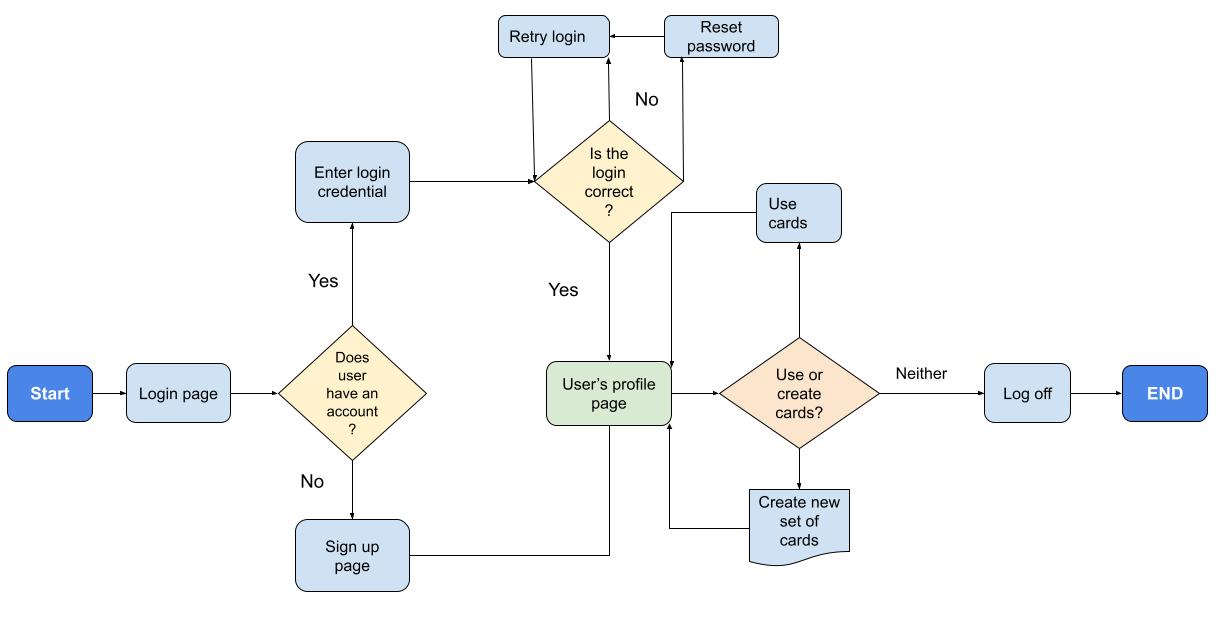 Retry login
Reset
password
No
Is the
login
correct
?
Enter login
credential
Use
cards
Yes
Yes
Does
user
have an
account
?
Start
Login page
User's profile
page
Use or
create
cards?
Neither
Log off
END
No
Create new
set of
cards
Sign up
page